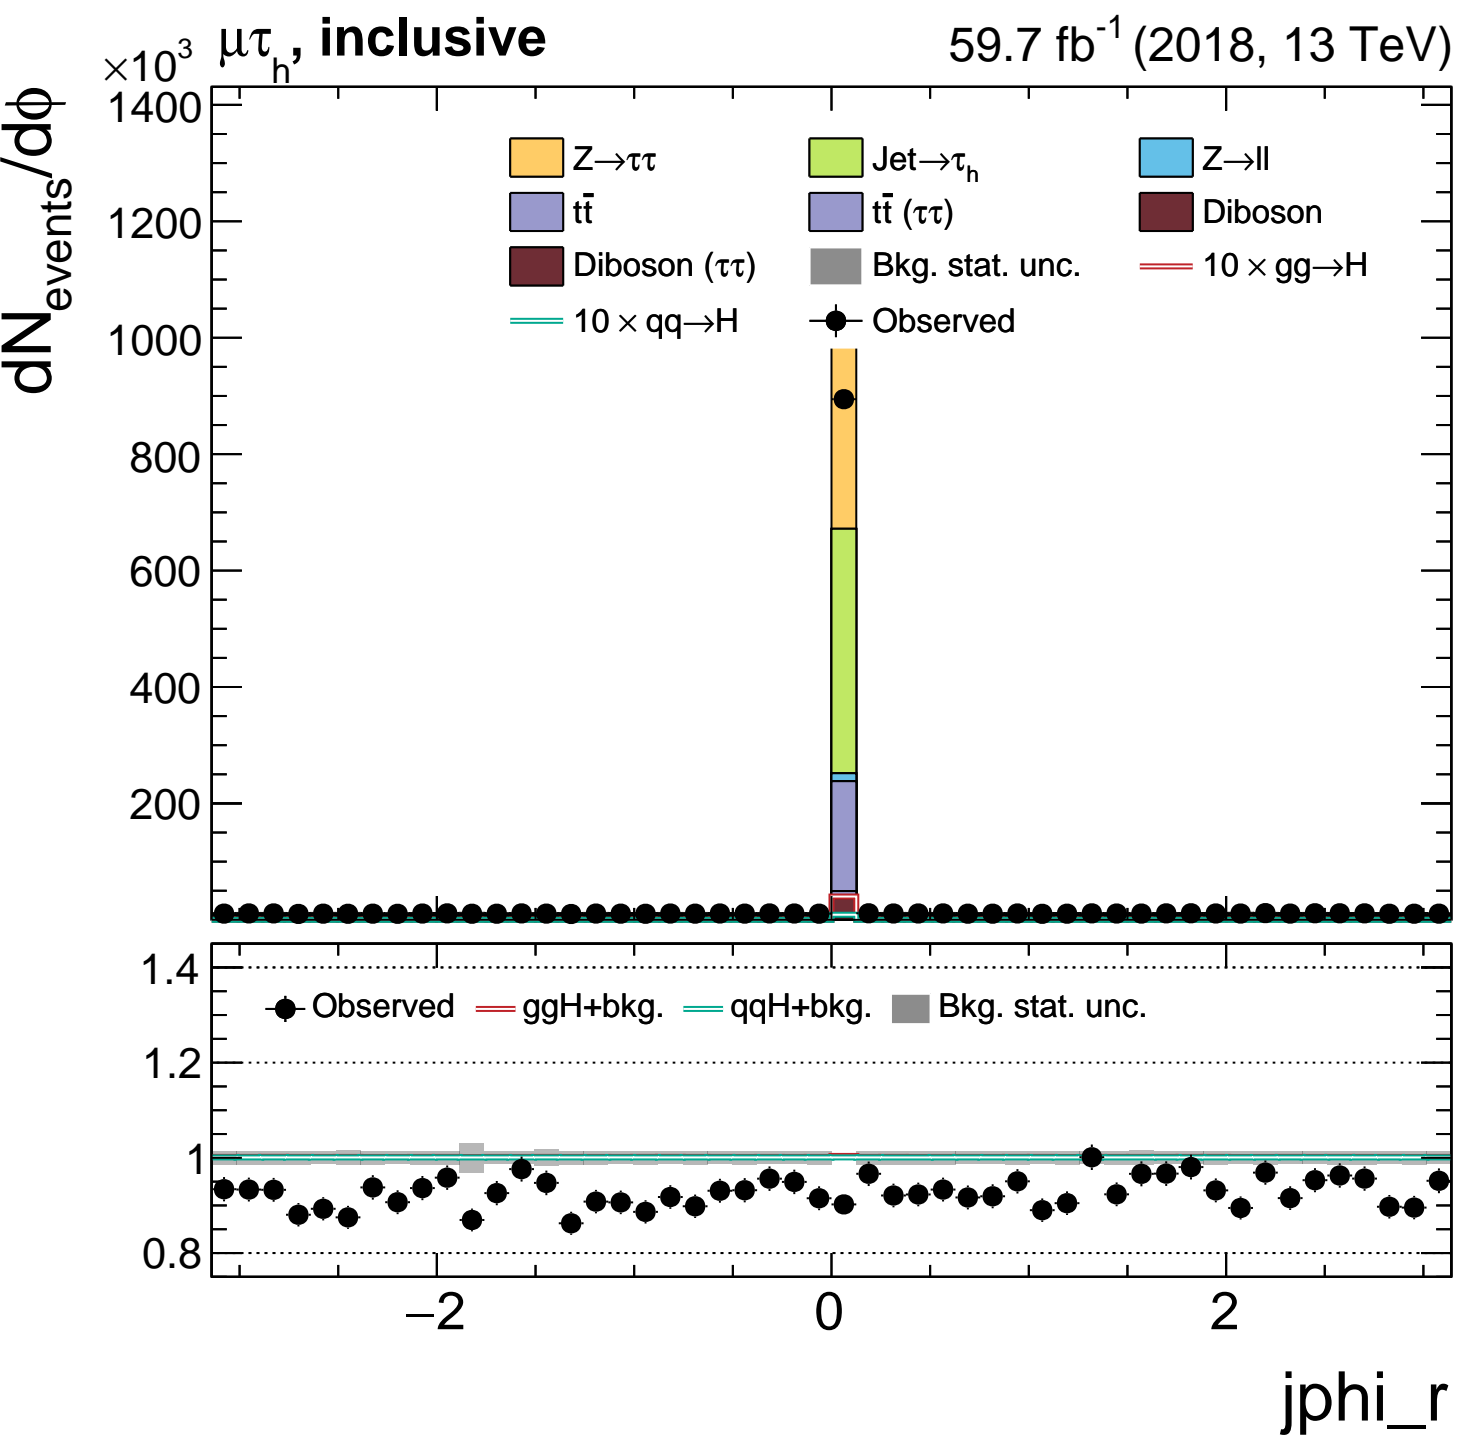 ×10³ μτₕ, inclusive 59.7 fb⁻¹ (2018, 13 TeV)
dN_events/dϕ
1400
1200
1000
800
600
400
200
Z→ττ Jet→τₕ Z→ll
tt̄ tt̄ (ττ) Diboson
Diboson (ττ) Bkg. stat. unc. 10 × gg→H
10 × qq→H Observed
1.4
1.2
1
0.8
Observed ggH+bkg. qqH+bkg. Bkg. stat. unc.
−2 0 2
jphi_r